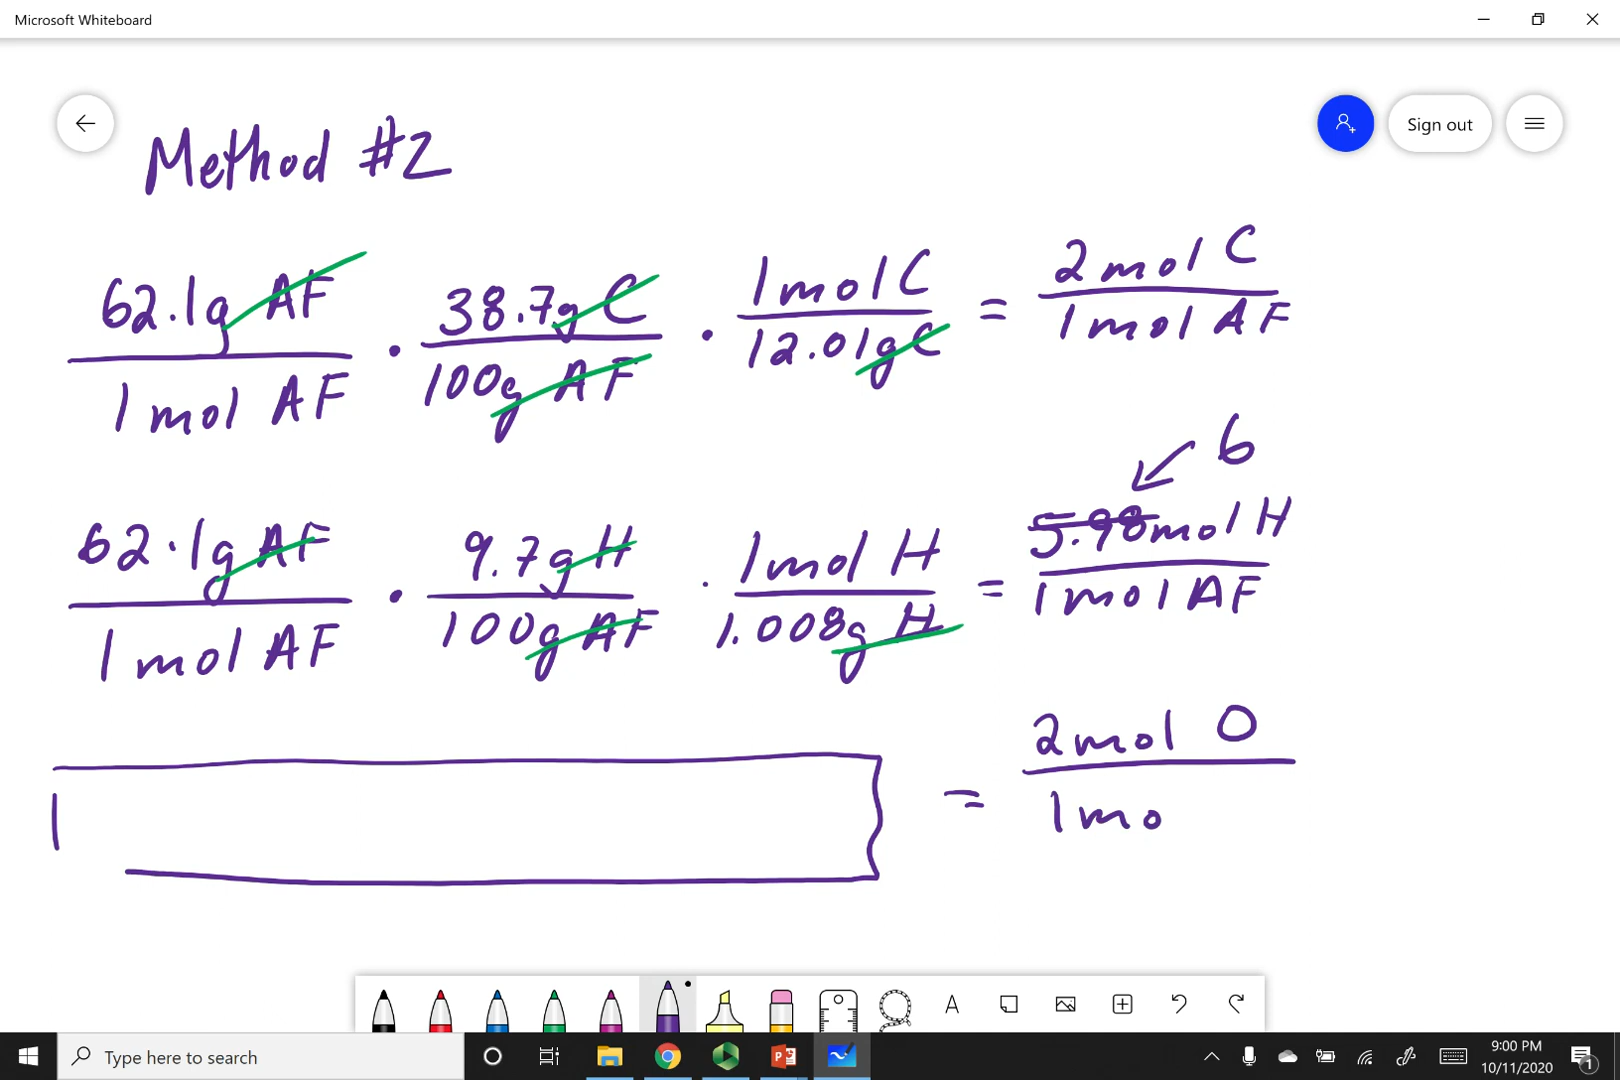 Microsoft Whiteboard
Sign out
Method #2
62.1g AF / 1 mol AF · 38.7g C / 100g AF · 1 mol C / 12.01g C = 2 mol C / 1 mol AF
6
62.1g AF / 1 mol AF · 9.7g H / 100g AF · 1 mol H / 1.008g H = 5.98 mol H / 1 mol AF
= 2 mol O / 1 mo
A
Type here to search
9:00 PM
10/11/2020
1